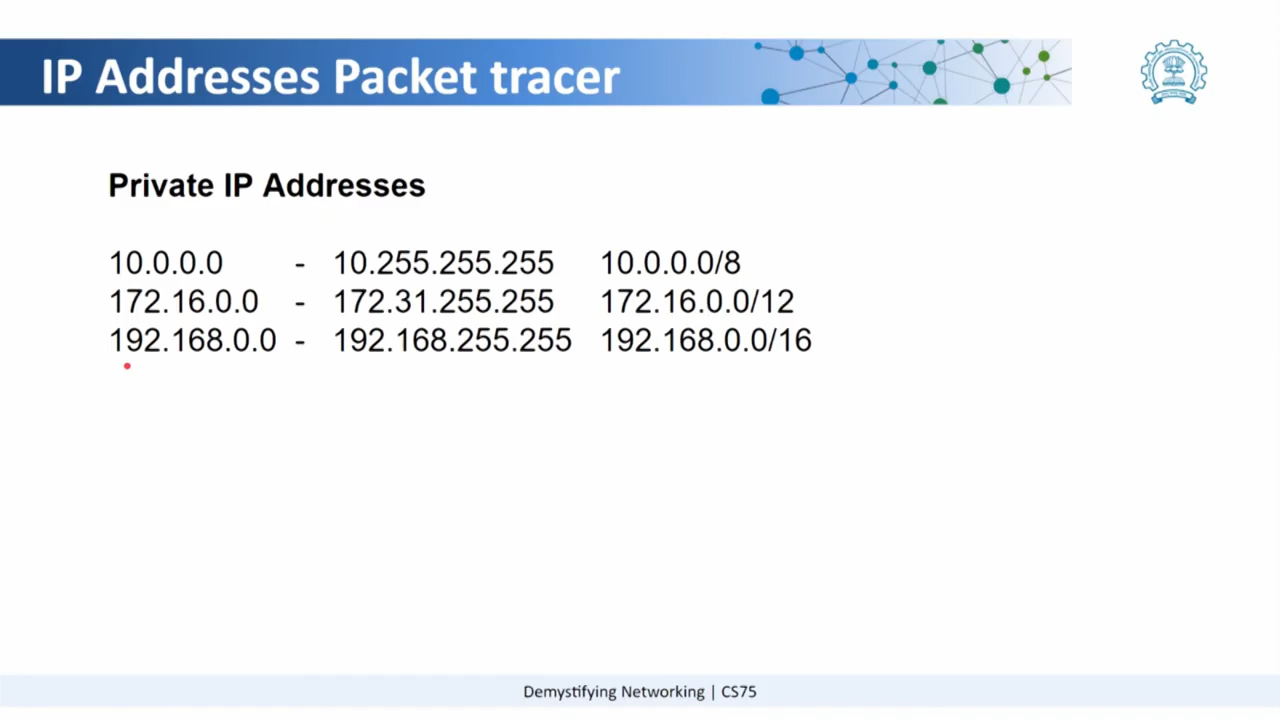 IP Addresses Packet tracer
Private IP Addresses
10.0.0.0 - 10.255.255.255 10.0.0.0/8
172.16.0.0 - 172.31.255.255 172.16.0.0/12
192.168.0.0 - 192.168.255.255 192.168.0.0/16
Demystifying Networking | CS75